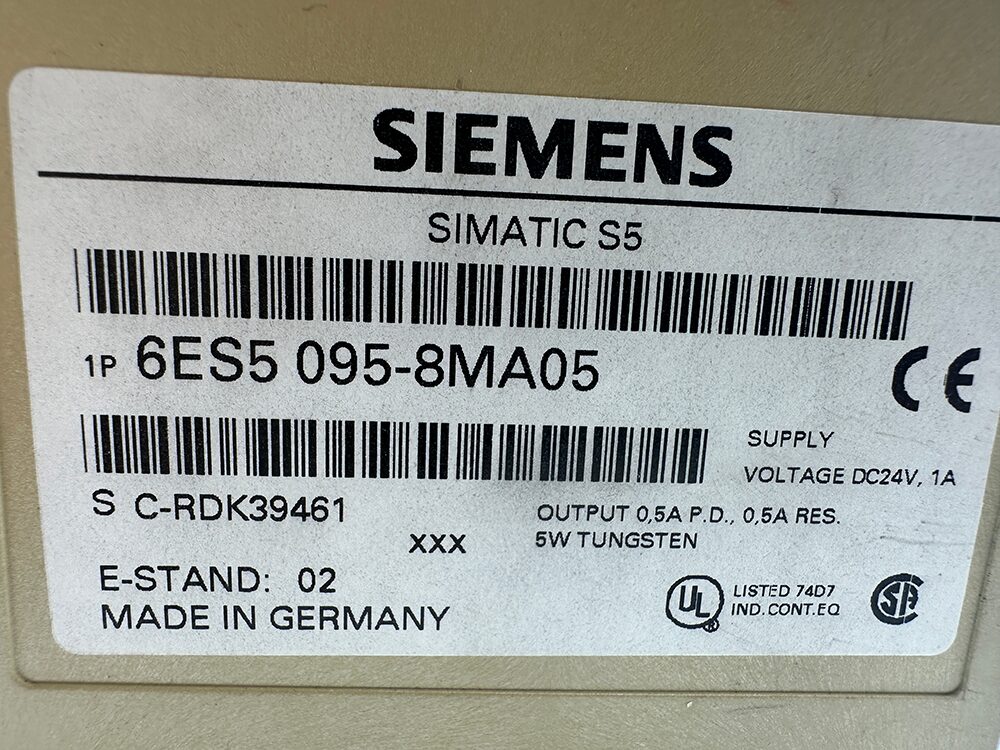 SIEMENS
SIMATIC S5
1P 6ES5 095-8MA05
CE
SUPPLY
VOLTAGE DC24V, 1A
S C-RDK39461
OUTPUT 0,5A P.D., 0,5A RES.
5W TUNGSTEN
XXX
E-STAND: 02
MADE IN GERMANY
UL ®
LISTED 74D7
IND.CONT.EQ
SA